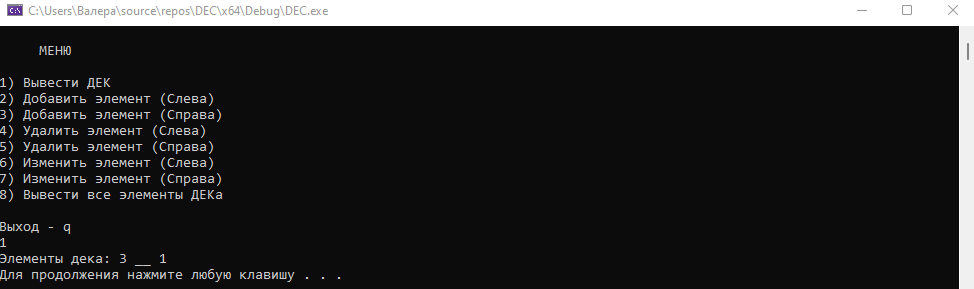 C:\Users\Валера\source\repos\DEC\x64\Debug\DEC.exe
МЕНЮ
1) Вывести ДЕК
2) Добавить элемент (Слева)
3) Добавить элемент (Справа)
4) Удалить элемент (Слева)
5) Удалить элемент (Справа)
6) Изменить элемент (Слева)
7) Изменить элемент (Справа)
8) Вывести все элементы ДЕКа
Выход - q
1
Элементы дека: 3 __ 1
Для продолжения нажмите любую клавишу . . .